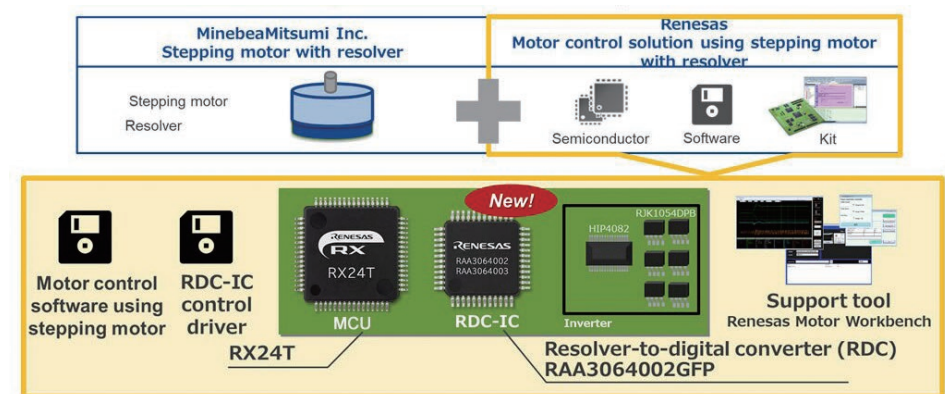 MinebeaMitsumi Inc.
Stepping motor with resolver
Stepping motor
Resolver
Renesas
Motor control solution using stepping motor
with resolver
Semiconductor
Software
Kit
Motor control
software using
stepping motor
RDC-IC
control
driver
RENESAS
RX
RX24T
MCU
New!
RENESAS
RAA3064002
RAA3064003
RDC-IC
HIP4082
RJK1054DPB
Inverter
Support tool
Renesas Motor Workbench
RX24T
Resolver-to-digital converter (RDC)
RAA3064002GFP